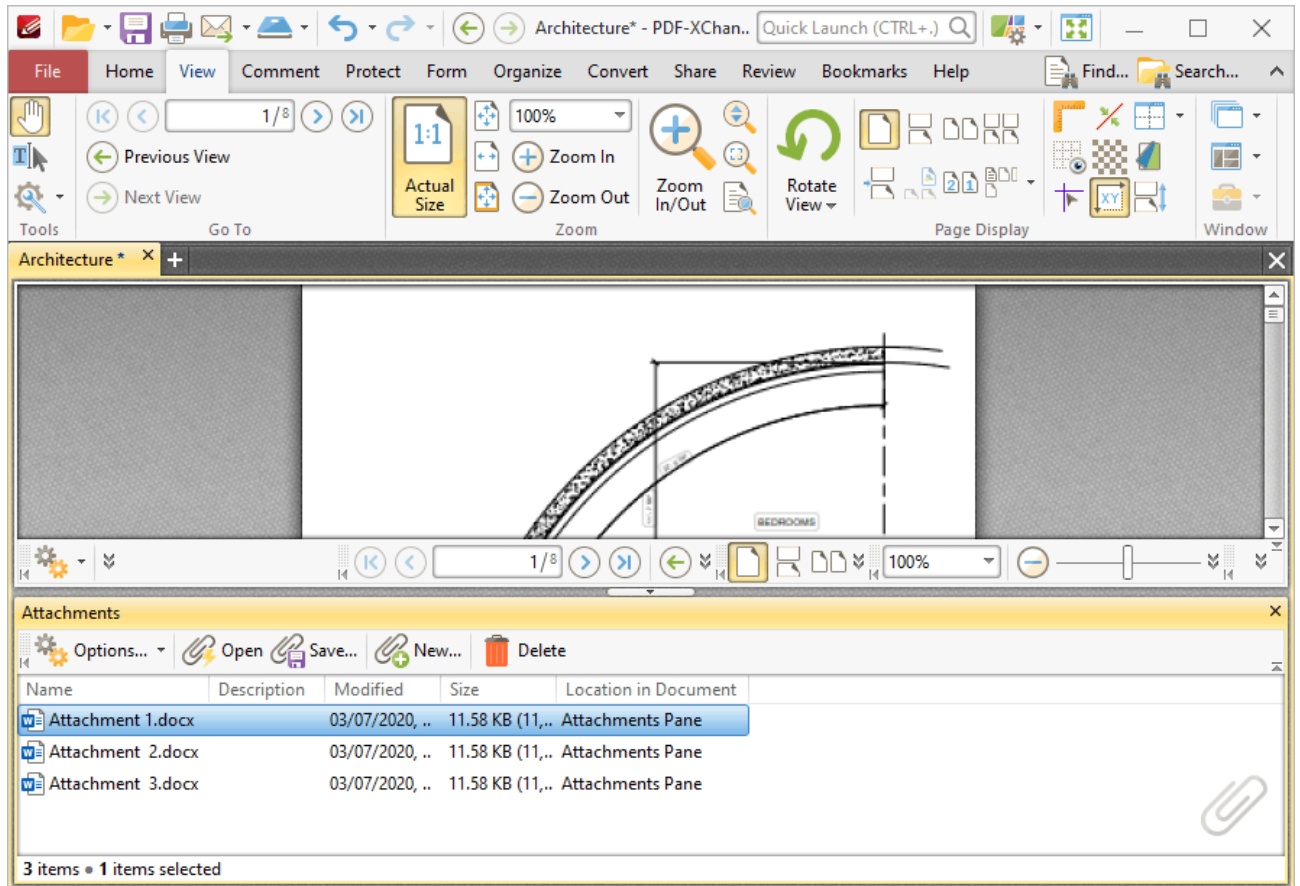 Architecture* - PDF-XChan.. Quick Launch (CTRL+.)
File Home View Comment Protect Form Organize Convert Share Review Bookmarks Help Find... Search...
1/8 1:1 100%
Previous View Zoom In
Next View Actual Size Zoom Out Zoom In/Out Rotate View XY
Tools Go To Zoom Page Display Window
Architecture *
BEDROOMS
1/8 100%
Attachments
Options... Open Save... New... Delete
Name Description Modified Size Location in Document
Attachment 1.docx 03/07/2020, .. 11.58 KB (11,.. Attachments Pane
Attachment 2.docx 03/07/2020, .. 11.58 KB (11,.. Attachments Pane
Attachment 3.docx 03/07/2020, .. 11.58 KB (11,.. Attachments Pane
3 items • 1 items selected